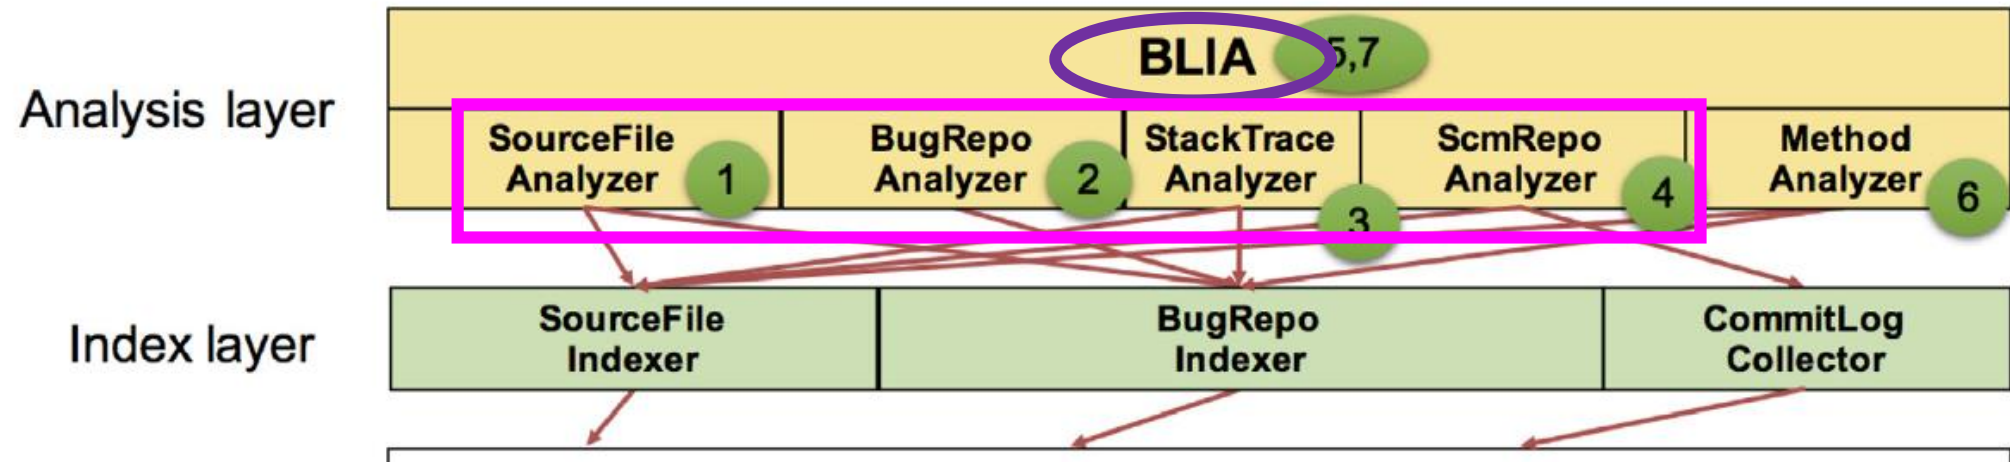 BLIA 5,7
Analysis layer
SourceFile
Analyzer 1
BugRepo
Analyzer 2
StackTrace
Analyzer 3
ScmRepo
Analyzer 4
Method
Analyzer 6
Index layer
SourceFile
Indexer
BugRepo
Indexer
CommitLog
Collector